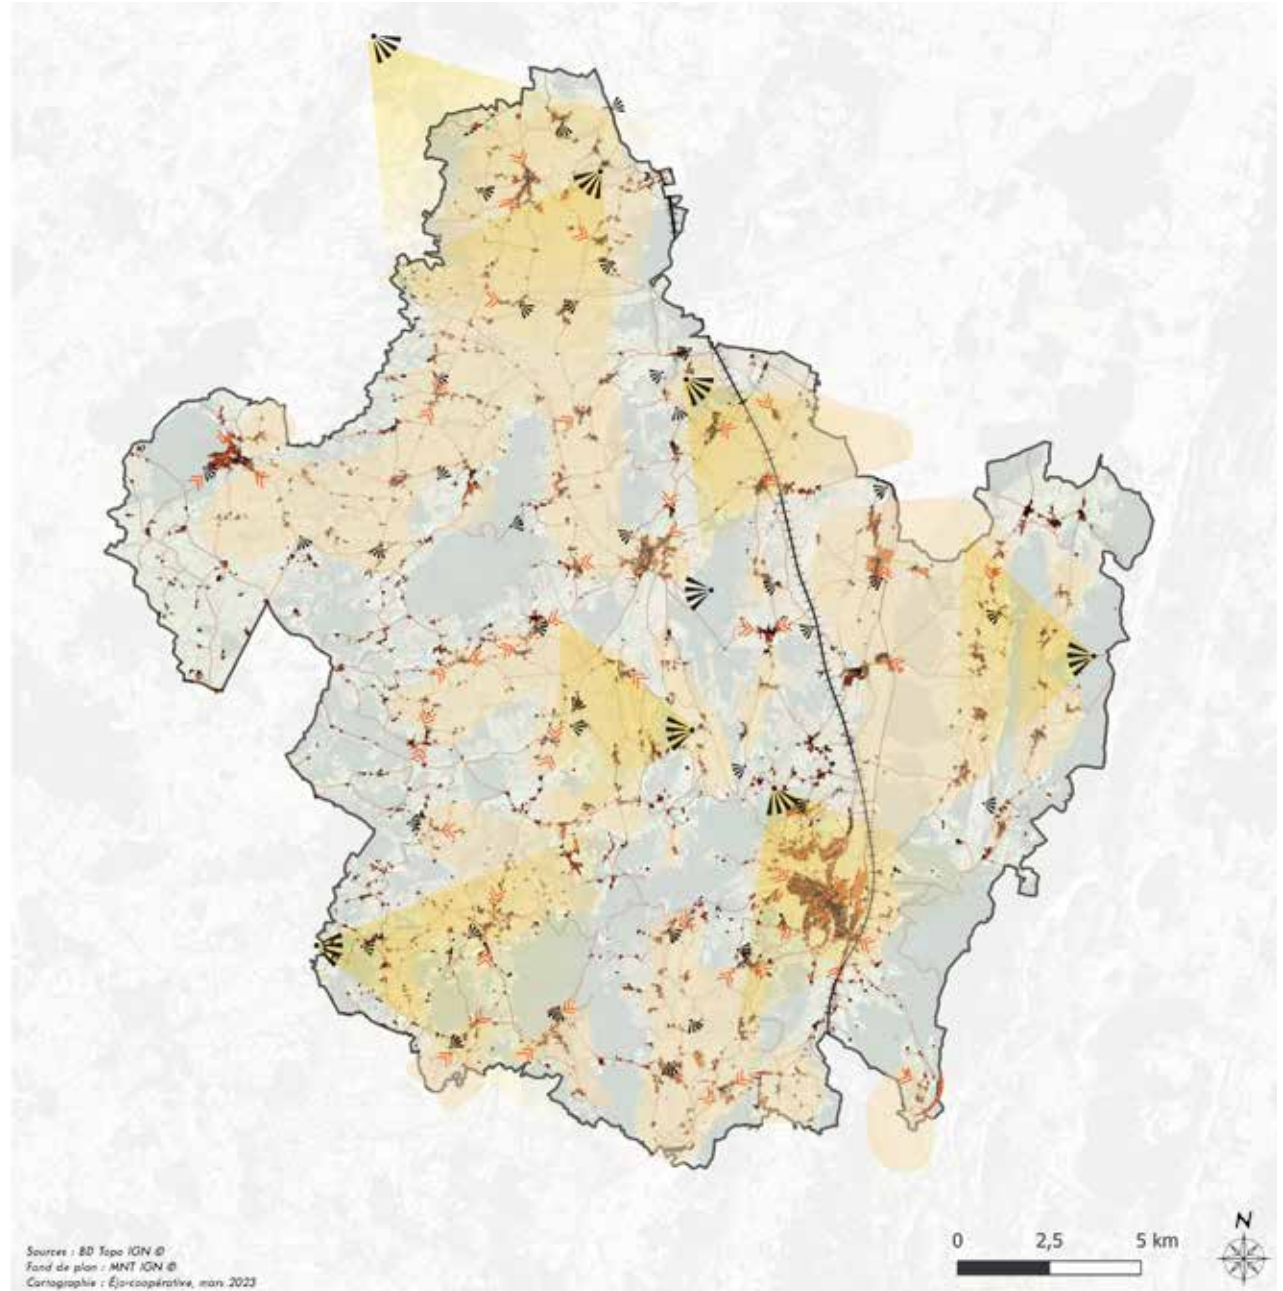 Sources : BD Topo IGN ©
Fond de plan : MNT IGN ©
Cartographie : Éjo-coopérative, mars 2023
0 2,5 5 km
N